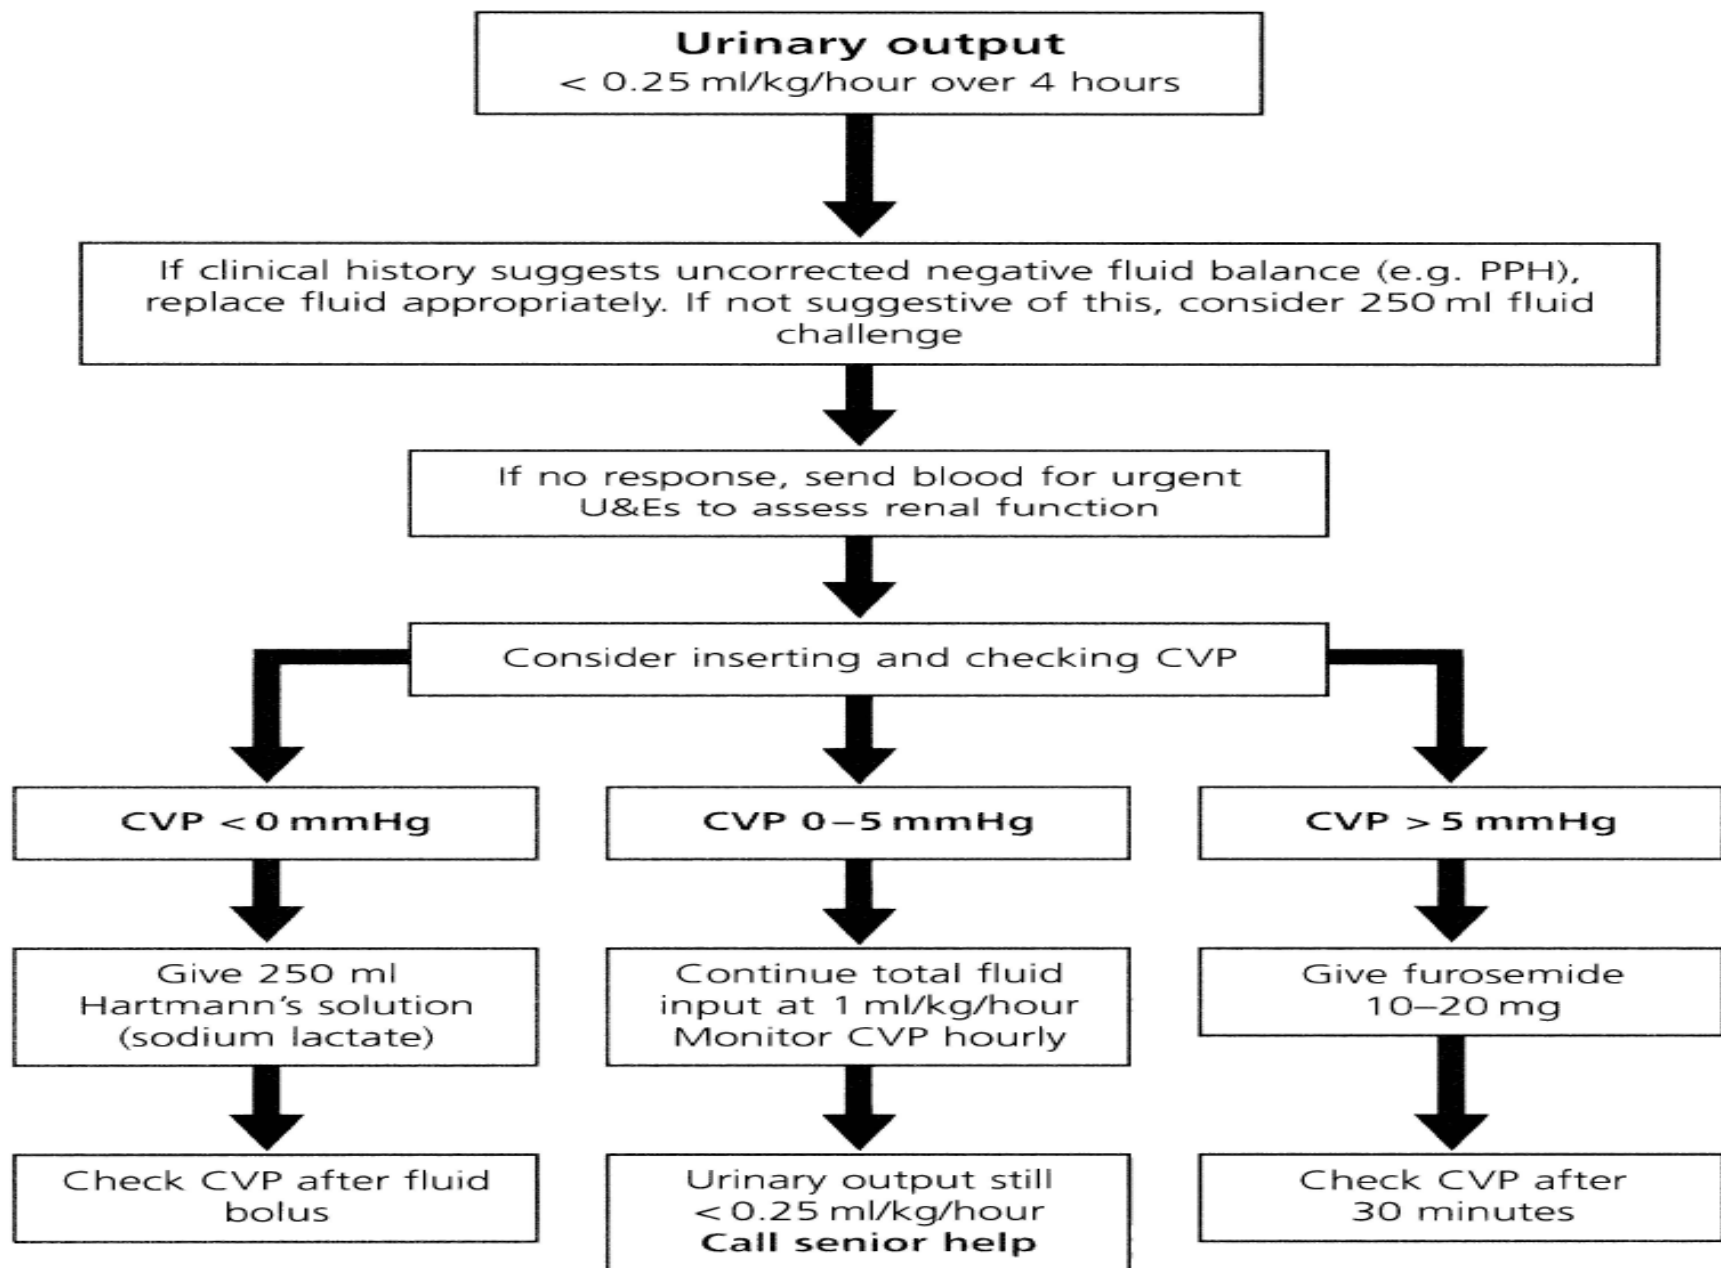 Urinary output
< 0.25 ml/kg/hour over 4 hours
If clinical history suggests uncorrected negative fluid balance (e.g. PPH),
replace fluid appropriately. If not suggestive of this, consider 250 ml fluid
challenge
If no response, send blood for urgent
U&Es to assess renal function
Consider inserting and checking CVP
CVP < 0 mmHg
CVP 0–5 mmHg
CVP > 5 mmHg
Give 250 ml
Hartmann's solution
(sodium lactate)
Continue total fluid
input at 1 ml/kg/hour
Monitor CVP hourly
Give furosemide
10–20 mg
Check CVP after fluid
bolus
Urinary output still
< 0.25 ml/kg/hour
Call senior help
Check CVP after
30 minutes